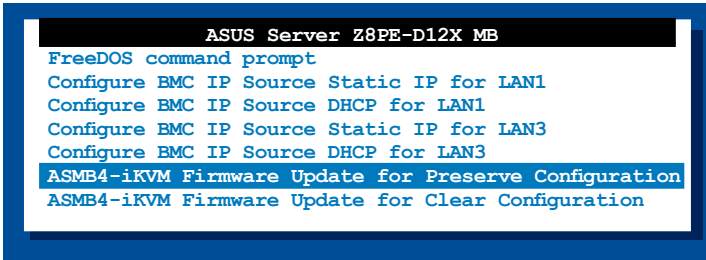 ASUS Server Z8PE-D12X MB
FreeDOS command prompt
Configure BMC IP Source Static IP for LAN1
Configure BMC IP Source DHCP for LAN1
Configure BMC IP Source Static IP for LAN3
Configure BMC IP Source DHCP for LAN3
ASMB4-iKVM Firmware Update for Preserve Configuration
ASMB4-iKVM Firmware Update for Clear Configuration